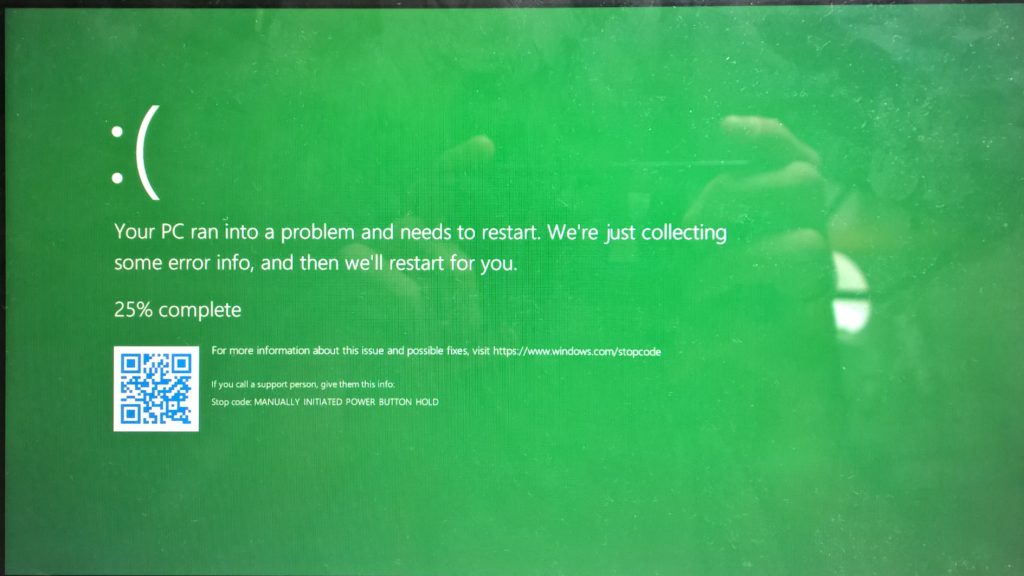 :(
Your PC ran into a problem and needs to restart. We're just collecting
some error info, and then we'll restart for you.
25% complete
For more information about this issue and possible fixes, visit https://www.windows.com/stopcode
If you call a support person, give them this info:
Stop code: MANUALLY INITIATED POWER BUTTON HOLD